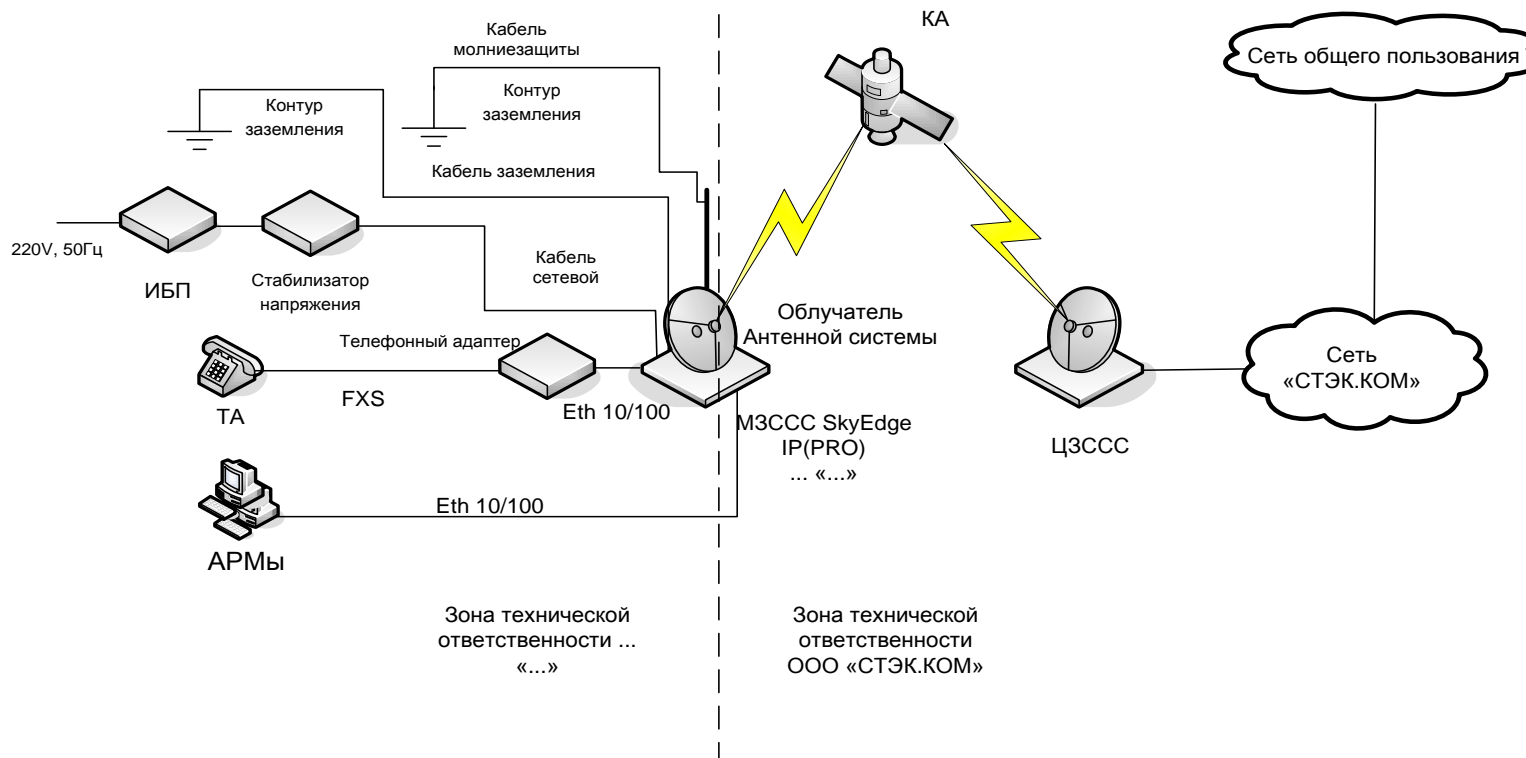 Кабель
молниезащиты
КА
Сеть общего пользования
Контур
заземления
Контур
заземления
Кабель заземления
220V, 50Гц
ИБП
Стабилизатор
напряжения
Кабель
сетевой
Облучатель
Антенной системы
Телефонный адаптер
FXS
ТА
Eth 10/100
МЗССС SkyEdge
IP(PRO)
... «...»
ЦЗССС
Сеть
«СТЭК.КОМ»
Eth 10/100
АРМы
Зона технической
ответственности ...
«...»
Зона технической
ответственности
ООО «СТЭК.КОМ»